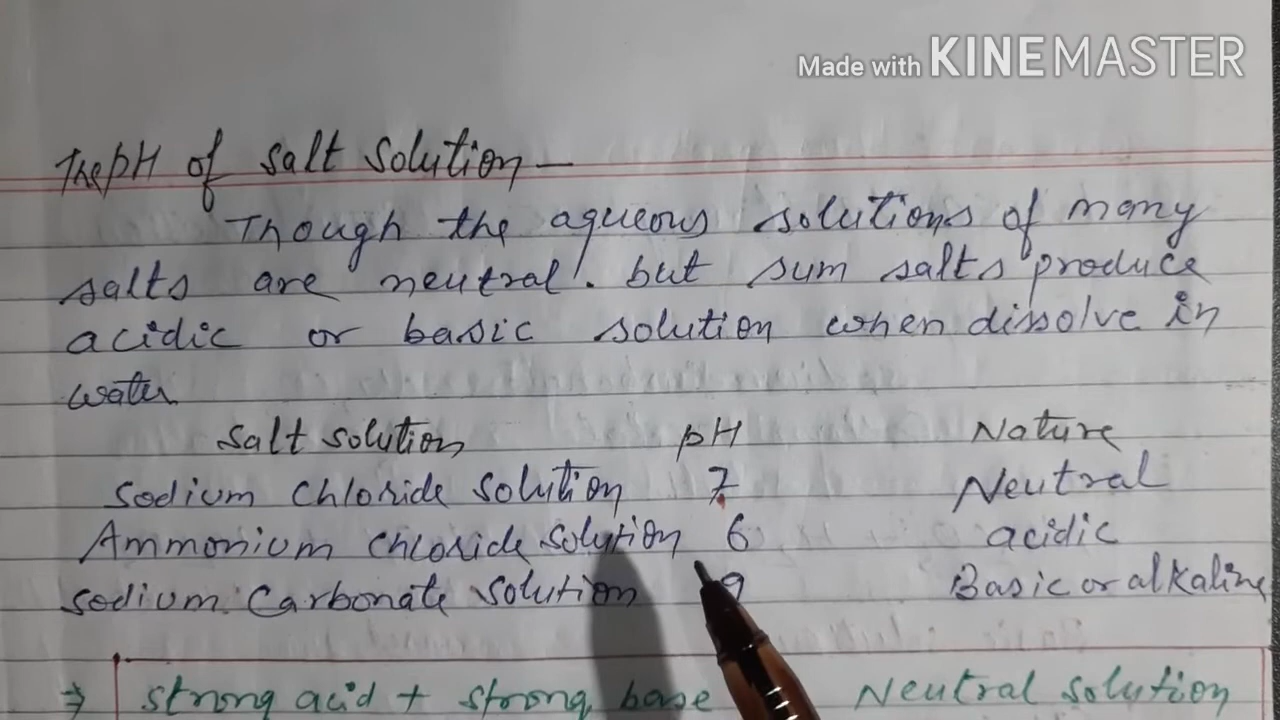 Made with KINEMASTER
The pH of salt solution —
Though the aqueous solutions of many
salts are neutral. but sum salts produce
acidic or basic solution when dissolve in
water
salt solution pH Nature
sodium chloride solution 7 Neutral
Ammonium chloride solution 6 acidic
sodium carbonate solution 9 Basic or alkaline
⇒ strong acid + strong base Neutral solution